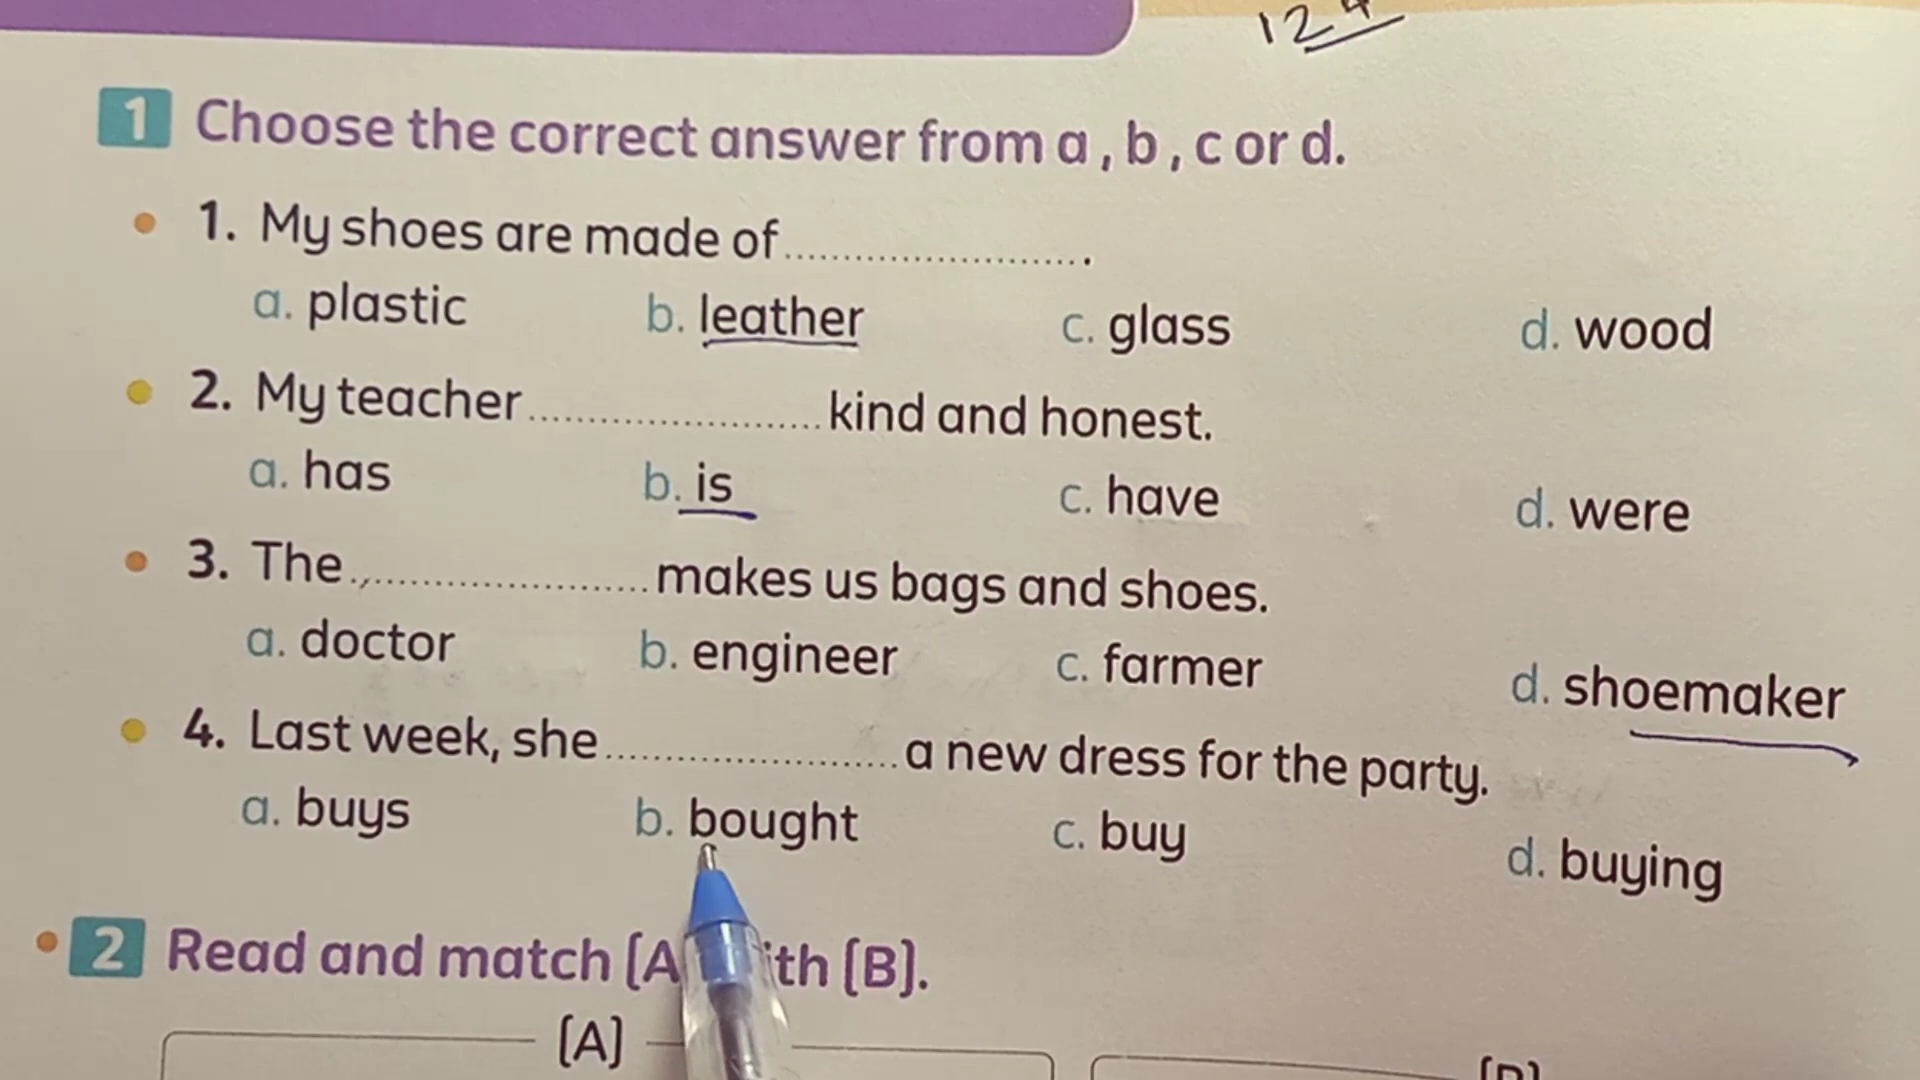 12
1 Choose the correct answer from a , b , c or d.
1. My shoes are made of .............................. .
a. plastic b. leather c. glass d. wood
2. My teacher .............................. kind and honest.
a. has b. is c. have d. were
3. The .............................. makes us bags and shoes.
a. doctor b. engineer c. farmer d. shoemaker
4. Last week, she .............................. a new dress for the party.
a. buys b. bought c. buy d. buying
2 Read and match [A ith [B].
[A]